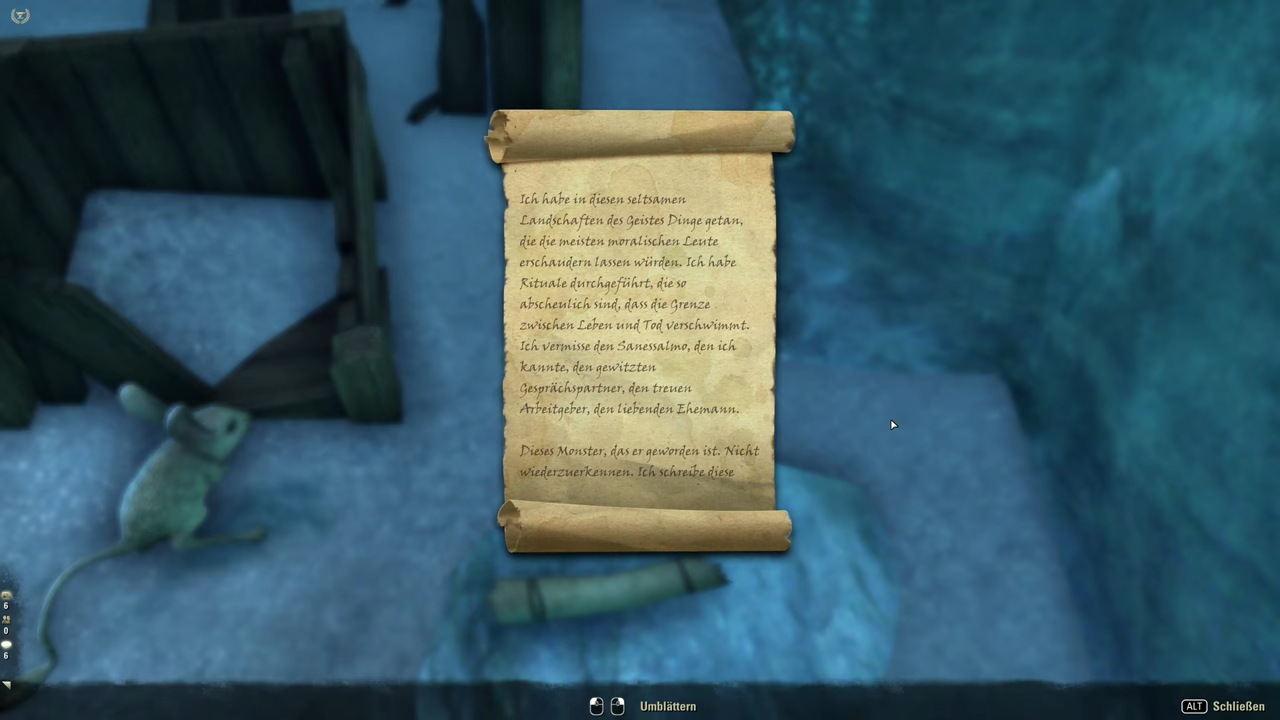 Ich habe in diesen seltsamen
Landschaften des Geistes Dinge getan,
die die meisten moralischen Leute
erschaudern lassen würden. Ich habe
Rituale durchgeführt, die so
abscheulich sind, dass die Grenze
zwischen Leben und Tod verschwimmt.
Ich vermisse den Sanessalmo, den ich
kannte, den gewitzten
Gesprächspartner, den treuen
Arbeitgeber, den liebenden Ehemann.
Dieses Monster, das er geworden ist. Nicht
wiederzuerkennen. Ich schreibe diese
6
0
6
Umblättern
ALT Schließen